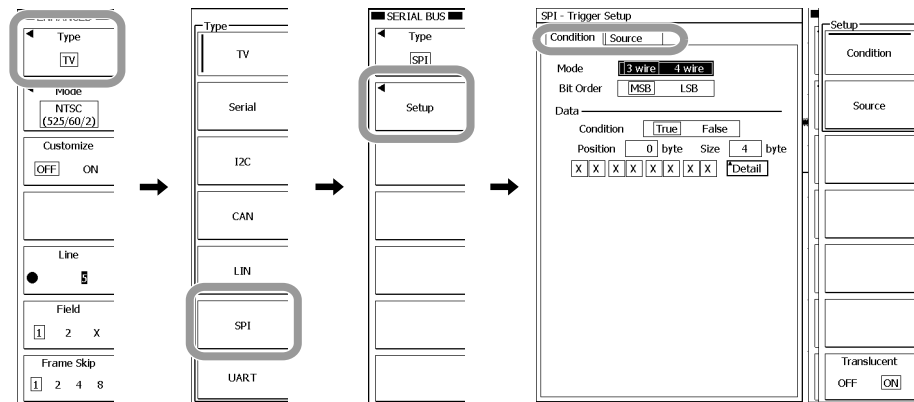 ENHANCED
Type
TV
Mode
NTSC
(525/60/2)
Customize
OFF ON
Line
5
Field
1 2 X
Frame Skip
1 2 4 8
Type
TV
Serial
I2C
CAN
LIN
SPI
UART
SERIAL BUS
Type
SPI
Setup
SPI - Trigger Setup
Condition Source
Mode 3 wire 4 wire
Bit Order MSB LSB
Data
Condition True False
Position 0 byte Size 4 byte
X X X X X X X X Detail
Setup
Condition
Source
Translucent
OFF ON